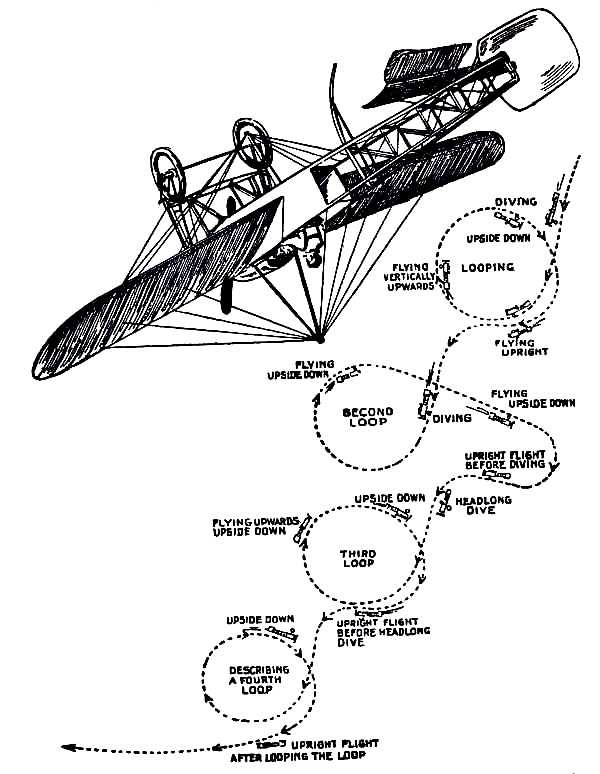 DIVING
UPSIDE DOWN
LOOPING
FLYING
VERTICALLY
UPWARDS
FLYING
UPRIGHT
FLYING
UPSIDE DOWN
SECOND
LOOP
DIVING
FLYING
UPSIDE DOWN
UPRIGHT FLIGHT
BEFORE DIVING
HEADLONG
DIVE
UPSIDE DOWN
FLYING UPWARDS
UPSIDE DOWN
THIRD
LOOP
UPRIGHT FLIGHT
BEFORE HEADLONG
DIVE
UPSIDE DOWN
DESCRIBING
A FOURTH
LOOP
UPRIGHT FLIGHT
AFTER LOOPING THE LOOP